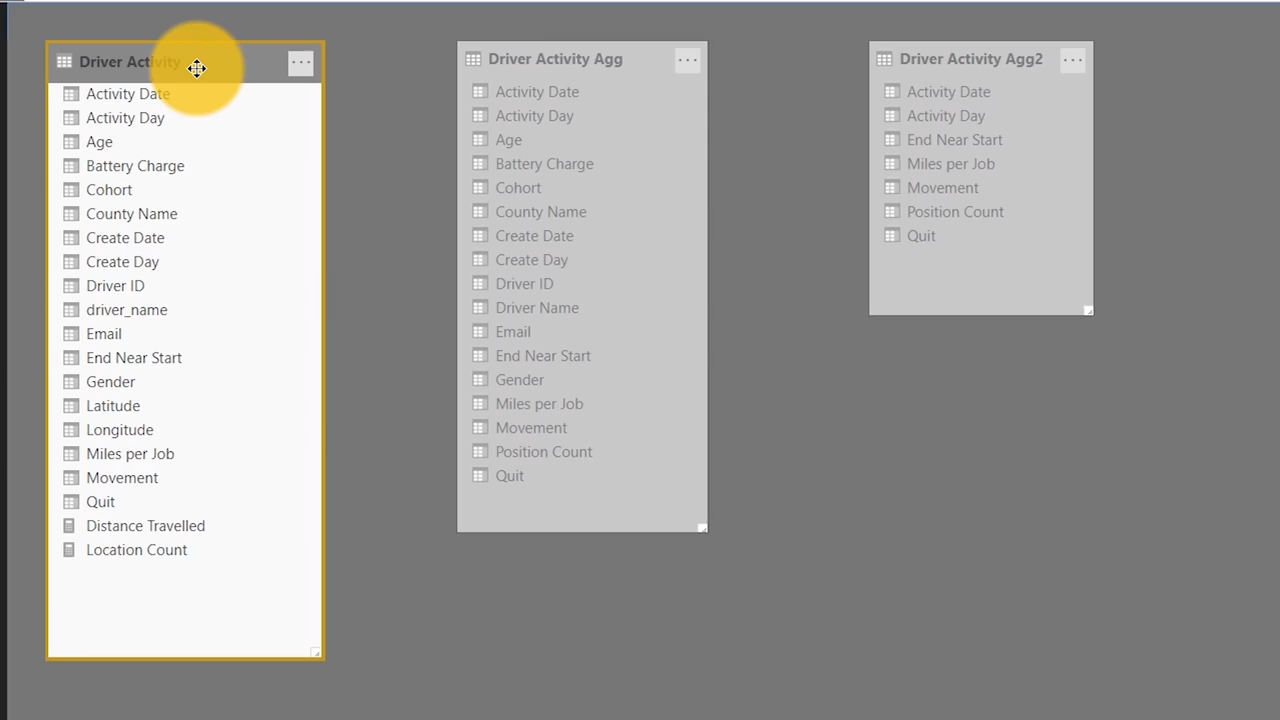 Driver Activity
Activity Date
Activity Day
Age
Battery Charge
Cohort
County Name
Create Date
Create Day
Driver ID
driver_name
Email
End Near Start
Gender
Latitude
Longitude
Miles per Job
Movement
Quit
Distance Travelled
Location Count
Driver Activity Agg
Activity Date
Activity Day
Age
Battery Charge
Cohort
County Name
Create Date
Create Day
Driver ID
Driver Name
Email
End Near Start
Gender
Miles per Job
Movement
Position Count
Quit
Driver Activity Agg2
Activity Date
Activity Day
End Near Start
Miles per Job
Movement
Position Count
Quit